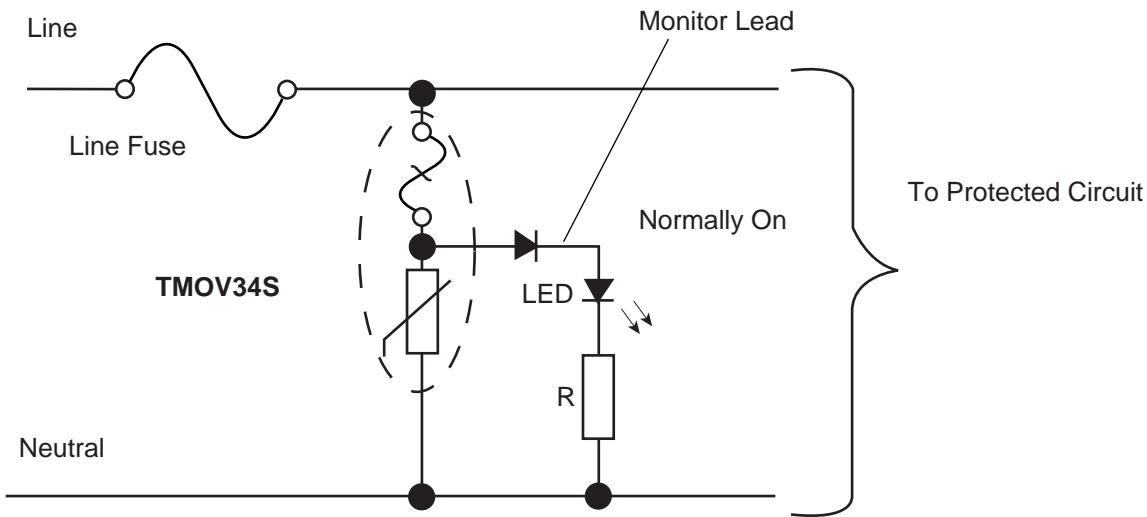 Monitor Lead
Line
Line Fuse
To Protected Circuit
Normally On
TMOV34S
LED
R
Neutral